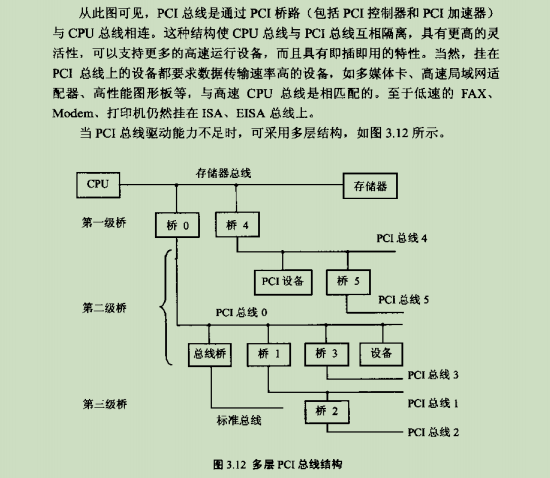 从此图可见，PCI 总线是通过 PCI 桥路（包括 PCI 控制器和 PCI 加速器）
与 CPU 总线相连。这种结构使 CPU 总线与 PCI 总线互相隔离，具有更高的灵
活性，可以支持更多的高速运行设备，而且具有即插即用的特性。当然，挂在
PCI 总线上的设备都要求数据传输速率高的设备，如多媒体卡、高速局域网适
配器、高性能图形板等，与高速 CPU 总线是相匹配的。至于低速的 FAX、
Modem、打印机仍然挂在 ISA、EISA 总线上。
当 PCI 总线驱动能力不足时，可采用多层结构，如图 3.12 所示。
存储器总线
CPU
存储器
第一级桥
桥 0
桥 4
PCI 总线 4
PCI 设备
桥 5
第二级桥
PCI 总线 5
PCI 总线 0
总线桥
桥 1
桥 3
设备
PCI 总线 3
第三级桥
PCI 总线 1
标准总线
桥 2
PCI 总线 2
图 3.12 多层 PCI 总线结构